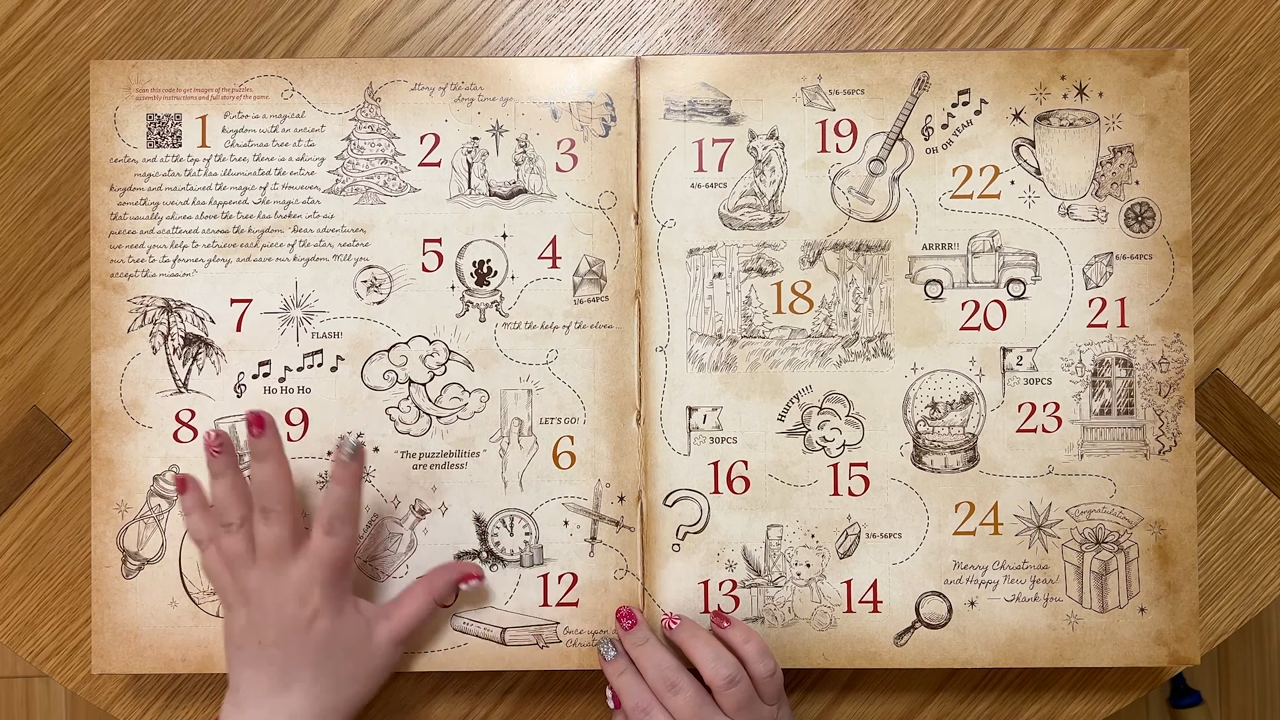 Scan this code to get images of the puzzles,
assembly instructions and full story of the game.
1
Pintoo is a magical
kingdom with an ancient
Christmas tree at its
center, and at the top of the tree, there is a shining
magic star that has illuminated the entire
kingdom and maintained the magic of it. However,
something weird has happened. The magic star
that usually shines above the tree has broken into six
pieces and scattered across the kingdom. "Dear adventurer,
we need your help to retrieve each piece of the star, restore
our tree to its former glory, and save our kingdom. Will you
accept this mission?"
Story of the star
Long time ago...
2
3
5
4
1/6-64PCS
With the help of the elves...
7
FLASH!
Ho Ho Ho
8
9
"The puzzlebilities
are endless!
LET'S GO!
6
64PCS
12
Once upon a
17
4/6-64PCS
5/6-56PCS
19
OH OH YEAH
22
18
ARRRR!!
20
6/6-64PCS
21
1
30PCS
16
Hurry!!!!
15
2
30PCS
23
13
3/6-56PCS
14
24
Congratulations
Merry Christmas
and Happy New Year!
— Thank You.